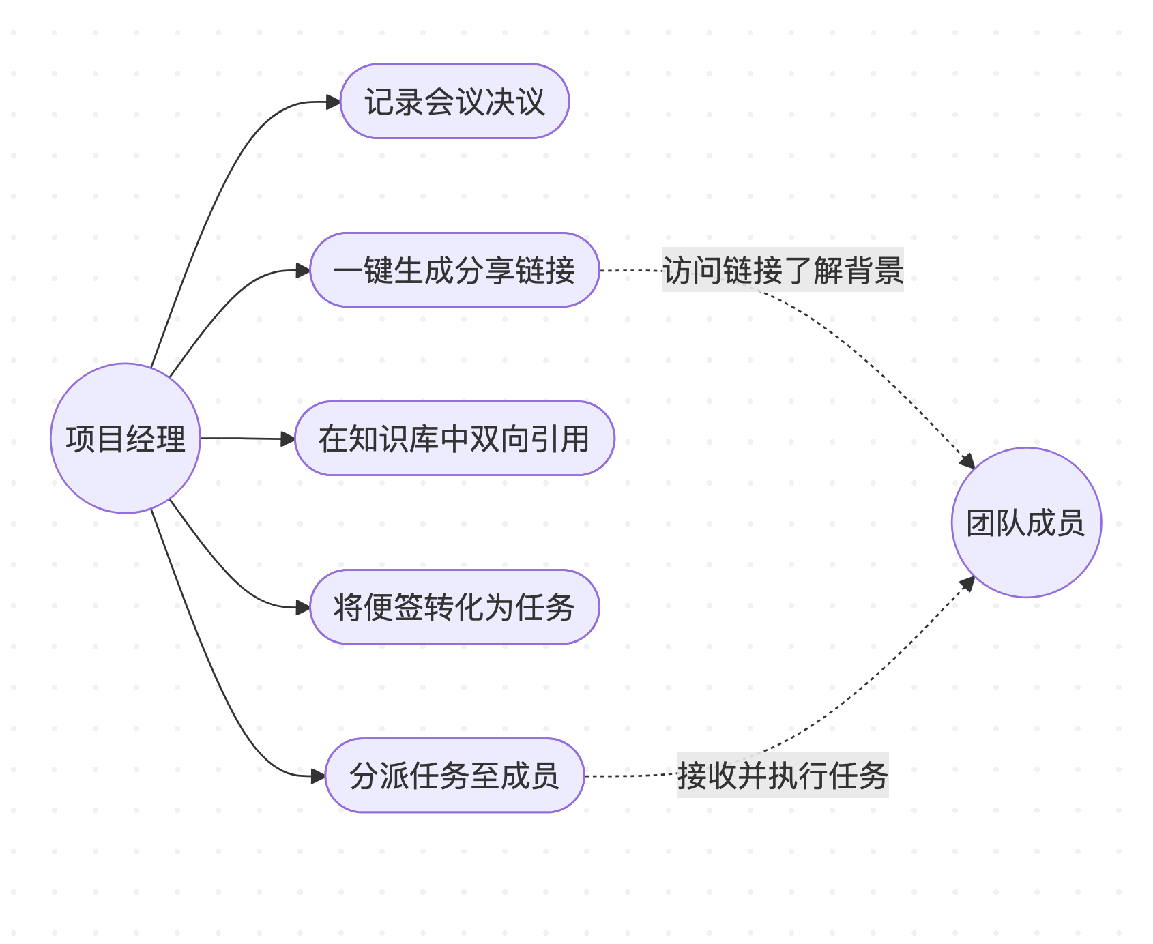 记录会议决议
一键生成分享链接
访问链接了解背景
项目经理
在知识库中双向引用
团队成员
将便签转化为任务
分派任务至成员
接收并执行任务